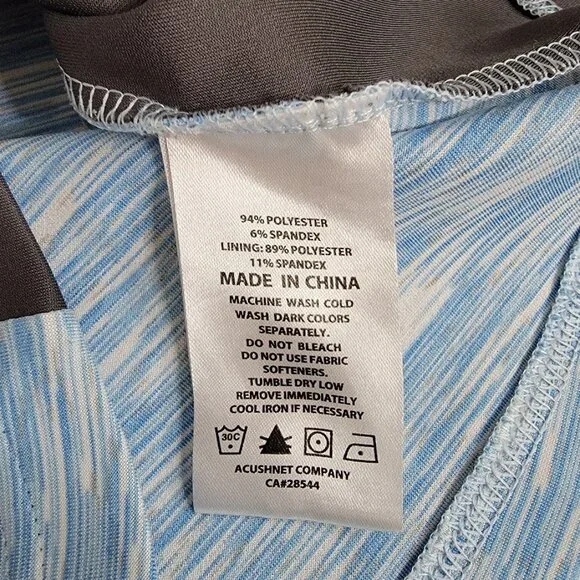 94% POLYESTER
6% SPANDEX
LINING: 89% POLYESTER
11% SPANDEX
MADE IN CHINA
MACHINE WASH COLD
WASH DARK COLORS
SEPARATELY.
DO NOT BLEACH
DO NOT USE FABRIC
SOFTENERS.
TUMBLE DRY LOW
REMOVE IMMEDIATELY
COOL IRON IF NECESSARY
30C
ACUSHNET COMPANY
CA#28544